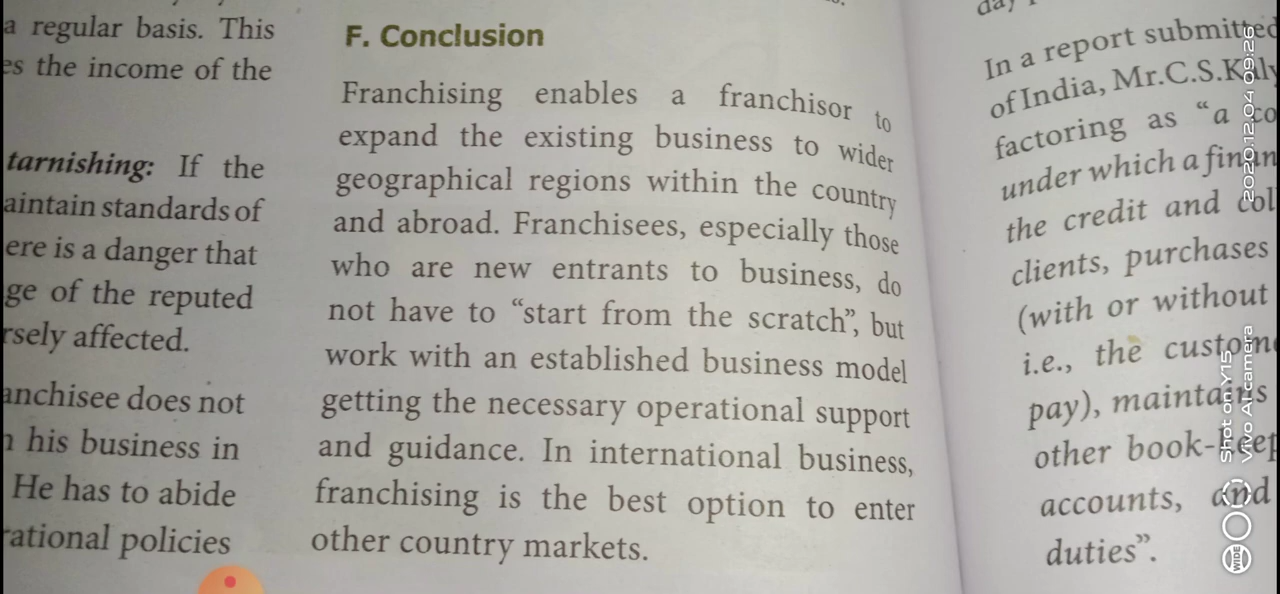 a regular basis. This
es the income of the
tarnishing: If the
aintain standards of
ere is a danger that
ge of the reputed
rsely affected.
anchisee does not
his business in
He has to abide
rational policies
F. Conclusion
Franchising enables a franchisor to
expand the existing business to wider
geographical regions within the country
and abroad. Franchisees, especially those
who are new entrants to business, do
not have to “start from the scratch”, but
work with an established business model
getting the necessary operational support
and guidance. In international business,
franchising is the best option to enter
other country markets.
day
In a report submitted
of India, Mr.C.S.Kaly
factoring as “a co
under which a finan
the credit and col
clients, purchases
(with or without
i.e., the custome
pay), maintains
other book-keep
accounts, and
duties”.
Shot on Y15
Vivo AI camera
2020.12.04 09:26
WIDE